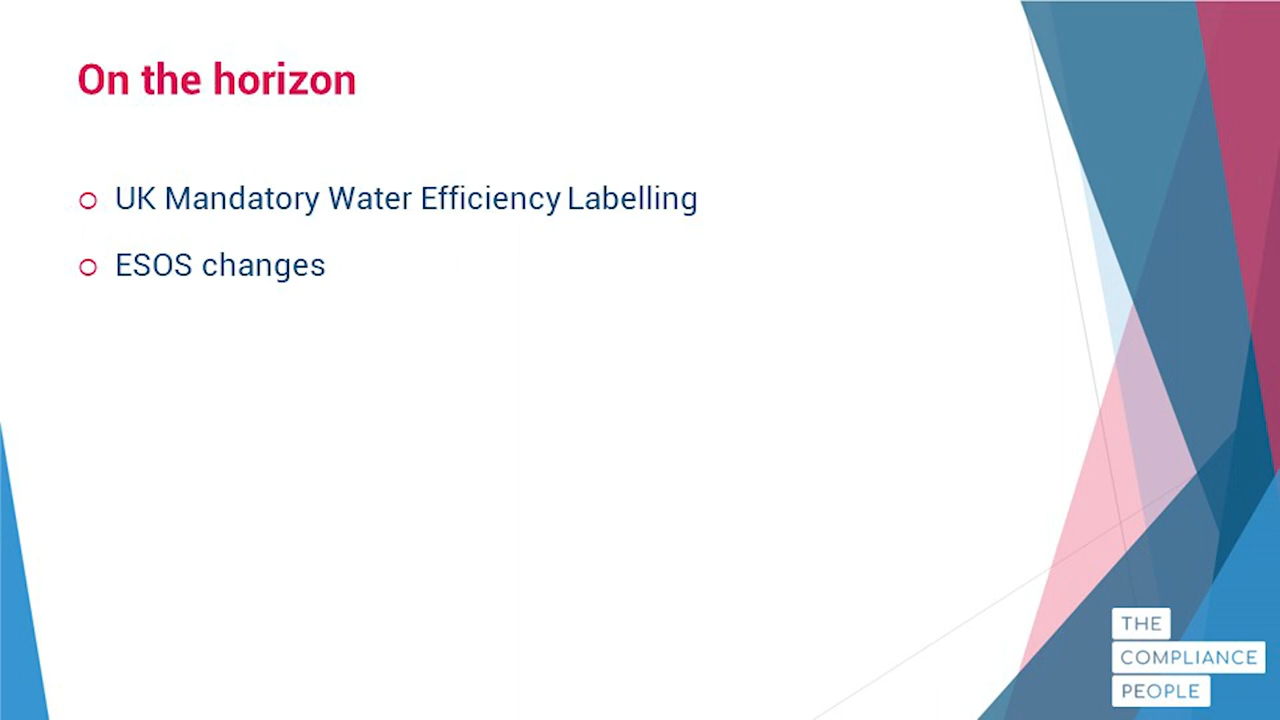 On the horizon
UK Mandatory Water Efficiency Labelling
ESOS changes
THE
COMPLIANCE
PEOPLE